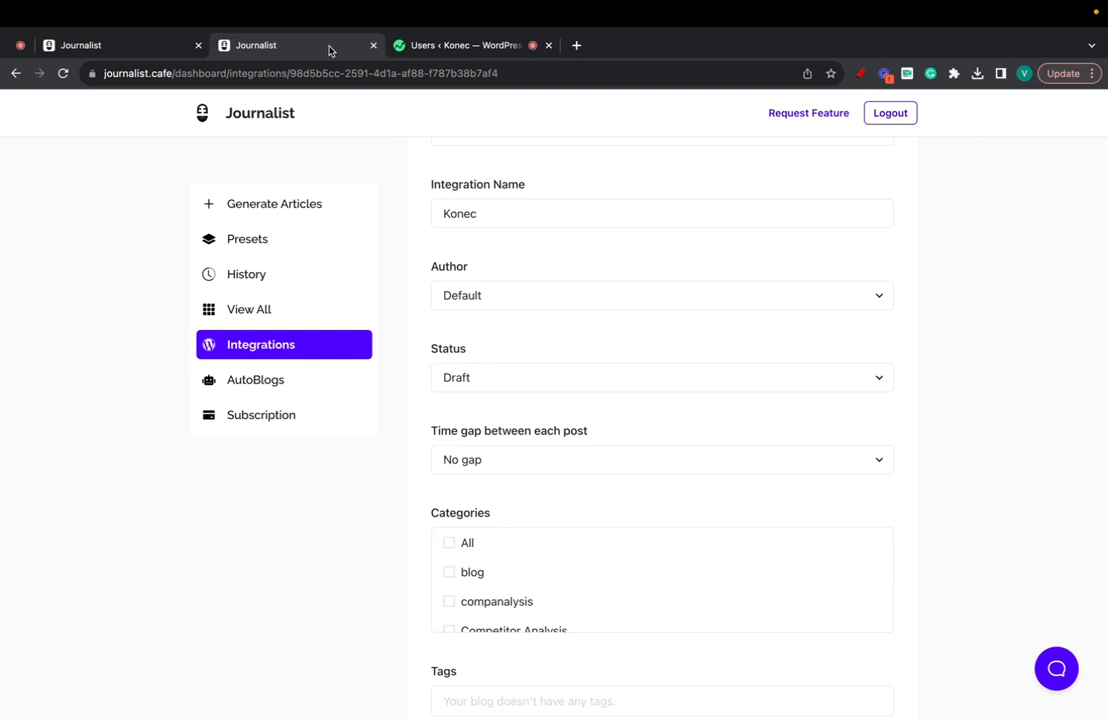 Journalist
Journalist
Users ‹ Konec — WordPres
journalist.cafe/dashboard/integrations/98d5b5cc-2591-4d1a-af88-f787b38b7af4
1
V
Update
Journalist
Request Feature
Logout
Generate Articles
Presets
History
View All
Integrations
AutoBlogs
Subscription
Integration Name
Konec
Author
Default
Status
Draft
Time gap between each post
No gap
Categories
All
blog
companalysis
Competitor Analysis
Tags
Your blog doesn't have any tags.